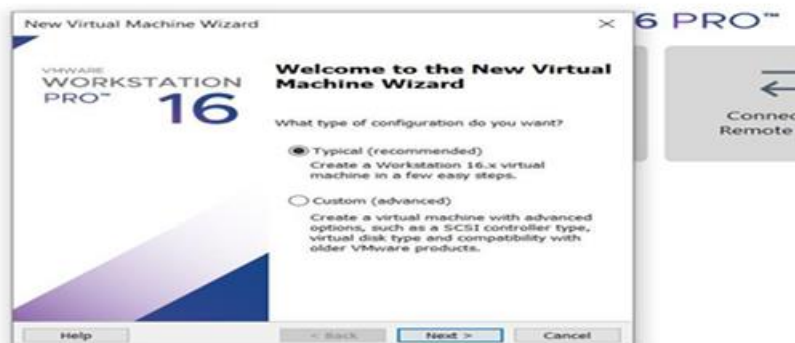 New Virtual Machine Wizard
6 PRO™
VMWARE
WORKSTATION
PRO™ 16
Welcome to the New Virtual
Machine Wizard
What type of configuration do you want?
Typical (recommended)
Create a Workstation 16.x virtual
machine in a few easy steps.
Custom (advanced)
Create a virtual machine with advanced
options, such as a SCSI controller type,
virtual disk type and compatibility with
older VMware products.
Connec
Remote
Help
< Back
Next >
Cancel